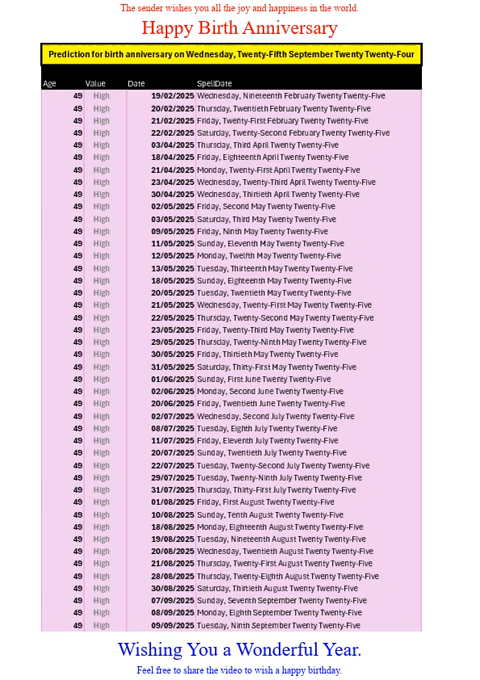 The sender wishes you all the joy and happiness in the world.
Happy Birth Anniversary
Prediction for birth anniversary on Wednesday, Twenty-Fifth September Twenty Twenty-Four
Age Value Date SpellDate
49 High 19/02/2025 Wednesday, Nineteenth February Twenty Twenty-Five
49 High 20/02/2025 Thursday, Twentieth February Twenty Twenty-Five
49 High 21/02/2025 Friday, Twenty-First February Twenty Twenty-Five
49 High 22/02/2025 Saturday, Twenty-Second February Twenty Twenty-Five
49 High 03/04/2025 Thursday, Third April Twenty Twenty-Five
49 High 18/04/2025 Friday, Eighteenth April Twenty Twenty-Five
49 High 21/04/2025 Monday, Twenty-First April Twenty Twenty-Five
49 High 23/04/2025 Wednesday, Twenty-Third April Twenty Twenty-Five
49 High 30/04/2025 Wednesday, Thirtieth April Twenty Twenty-Five
49 High 02/05/2025 Friday, Second May Twenty Twenty-Five
49 High 03/05/2025 Saturday, Third May Twenty Twenty-Five
49 High 09/05/2025 Friday, Ninth May Twenty Twenty-Five
49 High 11/05/2025 Sunday, Eleventh May Twenty Twenty-Five
49 High 12/05/2025 Monday, Twelfth May Twenty Twenty-Five
49 High 13/05/2025 Tuesday, Thirteenth May Twenty Twenty-Five
49 High 18/05/2025 Sunday, Eighteenth May Twenty Twenty-Five
49 High 20/05/2025 Tuesday, Twentieth May Twenty Twenty-Five
49 High 21/05/2025 Wednesday, Twenty-First May Twenty Twenty-Five
49 High 22/05/2025 Thursday, Twenty-Second May Twenty Twenty-Five
49 High 23/05/2025 Friday, Twenty-Third May Twenty Twenty-Five
49 High 29/05/2025 Thursday, Twenty-Ninth May Twenty Twenty-Five
49 High 30/05/2025 Friday, Thirtieth May Twenty Twenty-Five
49 High 31/05/2025 Saturday, Thirty-First May Twenty Twenty-Five
49 High 01/06/2025 Sunday, First June Twenty Twenty-Five
49 High 02/06/2025 Monday, Second June Twenty Twenty-Five
49 High 20/06/2025 Friday, Twentieth June Twenty Twenty-Five
49 High 02/07/2025 Wednesday, Second July Twenty Twenty-Five
49 High 08/07/2025 Tuesday, Eighth July Twenty Twenty-Five
49 High 11/07/2025 Friday, Eleventh July Twenty Twenty-Five
49 High 20/07/2025 Sunday, Twentieth July Twenty Twenty-Five
49 High 22/07/2025 Tuesday, Twenty-Second July Twenty Twenty-Five
49 High 29/07/2025 Tuesday, Twenty-Ninth July Twenty Twenty-Five
49 High 31/07/2025 Thursday, Thirty-First July Twenty Twenty-Five
49 High 01/08/2025 Friday, First August Twenty Twenty-Five
49 High 10/08/2025 Sunday, Tenth August Twenty Twenty-Five
49 High 18/08/2025 Monday, Eighteenth August Twenty Twenty-Five
49 High 19/08/2025 Tuesday, Nineteenth August Twenty Twenty-Five
49 High 20/08/2025 Wednesday, Twentieth August Twenty Twenty-Five
49 High 21/08/2025 Thursday, Twenty-First August Twenty Twenty-Five
49 High 28/08/2025 Thursday, Twenty-Eighth August Twenty Twenty-Five
49 High 30/08/2025 Saturday, Thirtieth August Twenty Twenty-Five
49 High 07/09/2025 Sunday, Seventh September Twenty Twenty-Five
49 High 08/09/2025 Monday, Eighth September Twenty Twenty-Five
49 High 09/09/2025 Tuesday, Ninth September Twenty Twenty-Five
Wishing You a Wonderful Year.
Feel free to share the video to wish a happy birthday.